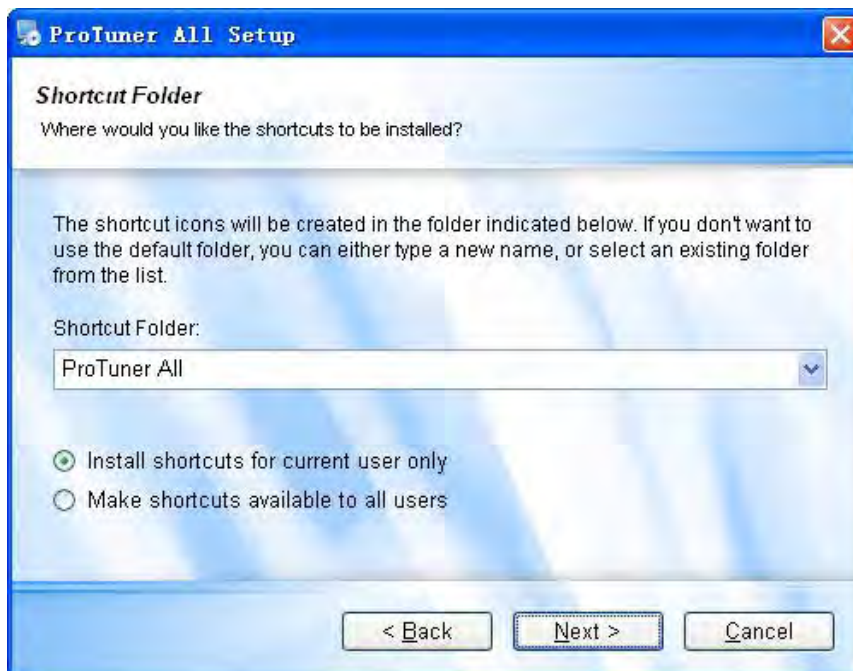 ProTuner All Setup
Shortcut Folder
Where would you like the shortcuts to be installed?
The shortcut icons will be created in the folder indicated below. If you don't want to
use the default folder, you can either type a new name, or select an existing folder
from the list.
Shortcut Folder:
ProTuner All
Install shortcuts for current user only
Make shortcuts available to all users
< Back
Next >
Cancel